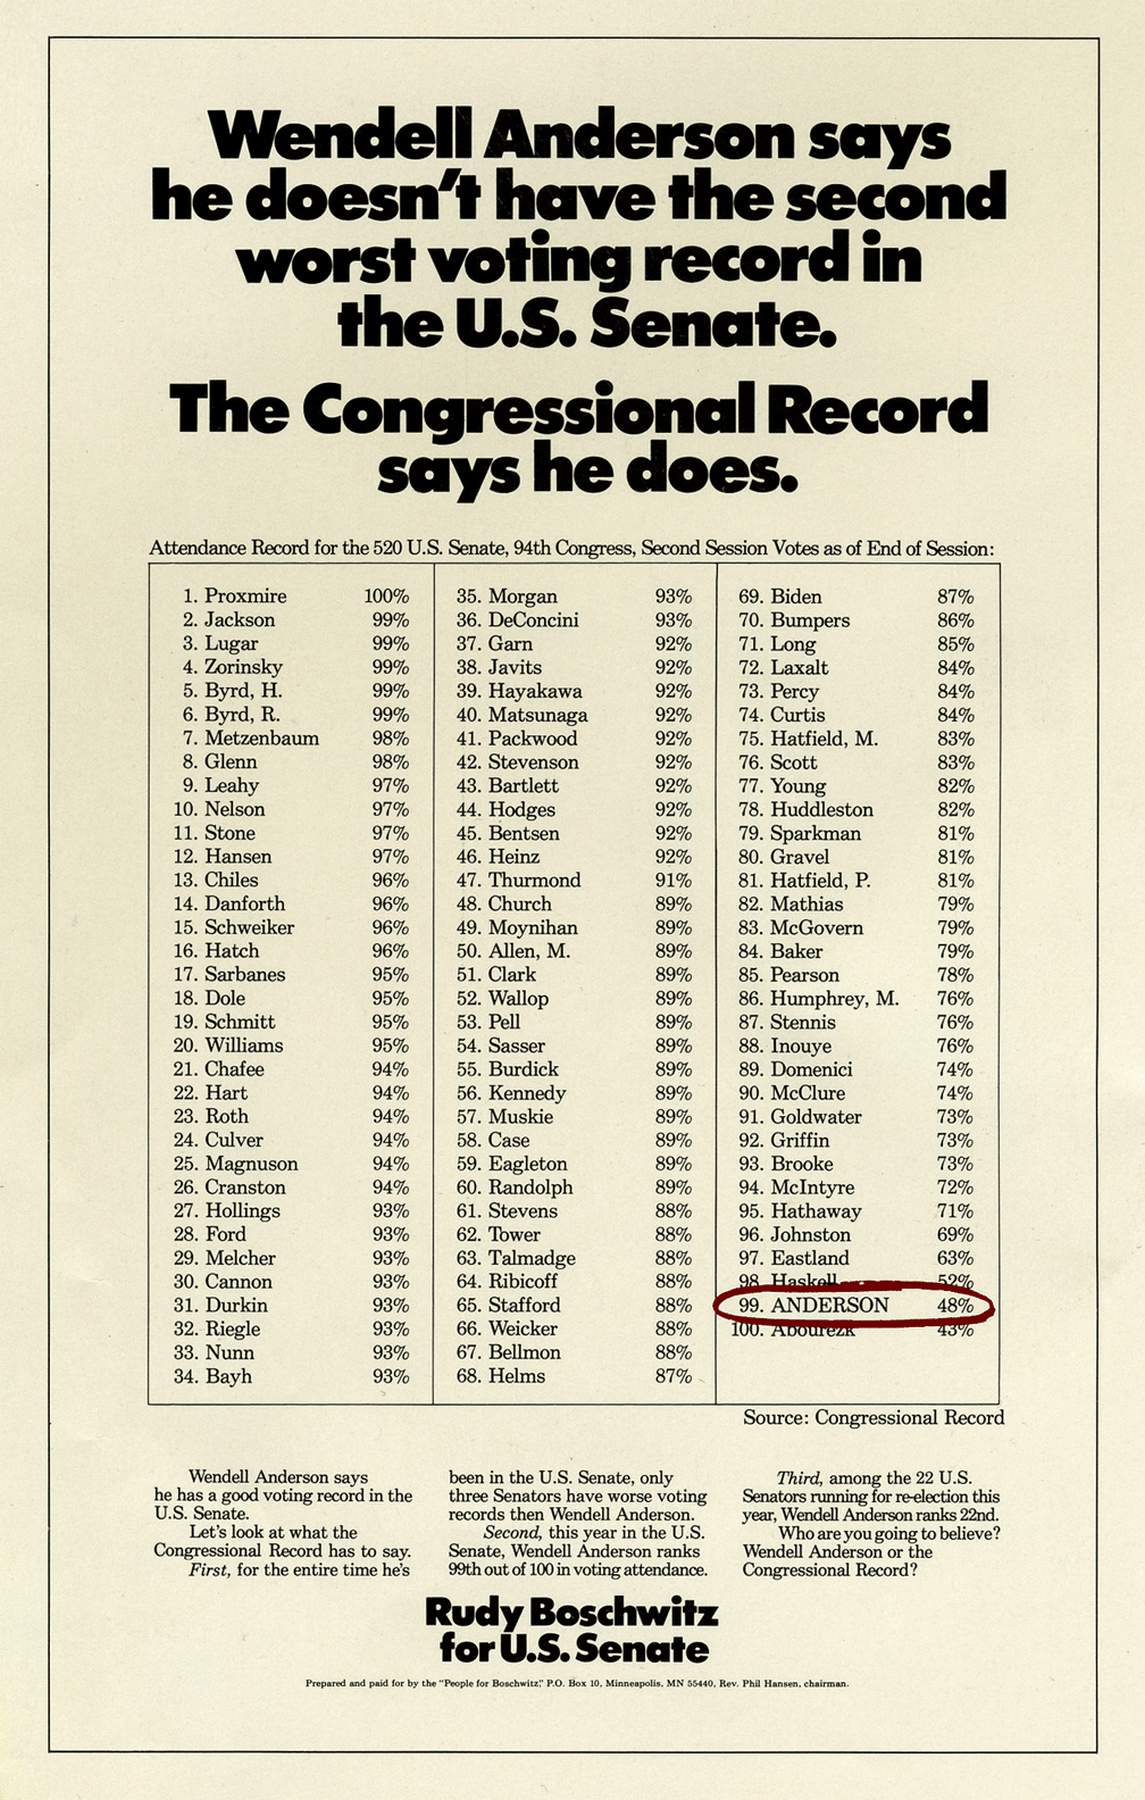 Wendell Anderson says
he doesn't have the second
worst voting record in
the U.S. Senate.
The Congressional Record
says he does.
Attendance Record for the 520 U.S. Senate, 94th Congress, Second Session Votes as of End of Session:
1. Proxmire 100%
2. Jackson 99%
3. Lugar 99%
4. Zorinsky 99%
5. Byrd, H. 99%
6. Byrd, R. 99%
7. Metzenbaum 98%
8. Glenn 98%
9. Leahy 97%
10. Nelson 97%
11. Stone 97%
12. Hansen 97%
13. Chiles 96%
14. Danforth 96%
15. Schweiker 96%
16. Hatch 96%
17. Sarbanes 95%
18. Dole 95%
19. Schmitt 95%
20. Williams 95%
21. Chafee 94%
22. Hart 94%
23. Roth 94%
24. Culver 94%
25. Magnuson 94%
26. Cranston 94%
27. Hollings 93%
28. Ford 93%
29. Melcher 93%
30. Cannon 93%
31. Durkin 93%
32. Riegle 93%
33. Nunn 93%
34. Bayh 93%
35. Morgan 93%
36. DeConcini 93%
37. Garn 92%
38. Javits 92%
39. Hayakawa 92%
40. Matsunaga 92%
41. Packwood 92%
42. Stevenson 92%
43. Bartlett 92%
44. Hodges 92%
45. Bentsen 92%
46. Heinz 92%
47. Thurmond 91%
48. Church 89%
49. Moynihan 89%
50. Allen, M. 89%
51. Clark 89%
52. Wallop 89%
53. Pell 89%
54. Sasser 89%
55. Burdick 89%
56. Kennedy 89%
57. Muskie 89%
58. Case 89%
59. Eagleton 89%
60. Randolph 89%
61. Stevens 88%
62. Tower 88%
63. Talmadge 88%
64. Ribicoff 88%
65. Stafford 88%
66. Weicker 88%
67. Bellmon 88%
68. Helms 87%
69. Biden 87%
70. Bumpers 86%
71. Long 85%
72. Laxalt 84%
73. Percy 84%
74. Curtis 84%
75. Hatfield, M. 83%
76. Scott 83%
77. Young 82%
78. Huddleston 82%
79. Sparkman 81%
80. Gravel 81%
81. Hatfield, P. 81%
82. Mathias 79%
83. McGovern 79%
84. Baker 79%
85. Pearson 78%
86. Humphrey, M. 76%
87. Stennis 76%
88. Inouye 76%
89. Domenici 74%
90. McClure 74%
91. Goldwater 73%
92. Griffin 73%
93. Brooke 73%
94. McIntyre 72%
95. Hathaway 71%
96. Johnston 69%
97. Eastland 63%
98. Haskell 52%
99. ANDERSON 48%
100. Abourezk 43%
Source: Congressional Record
Wendell Anderson says
he has a good voting record in the
U.S. Senate.
Let's look at what the
Congressional Record has to say.
First, for the entire time he's
been in the U.S. Senate, only
three Senators have worse voting
records then Wendell Anderson.
Second, this year in the U.S.
Senate, Wendell Anderson ranks
99th out of 100 in voting attendance.
Third, among the 22 U.S.
Senators running for re-election this
year, Wendell Anderson ranks 22nd.
Who are you going to believe?
Wendell Anderson or the
Congressional Record?
Rudy Boschwitz
for U.S. Senate
Prepared and paid for by the "People for Boschwitz," P.O. Box 10, Minneapolis, MN 55440, Rev. Phil Hansen, chairman.